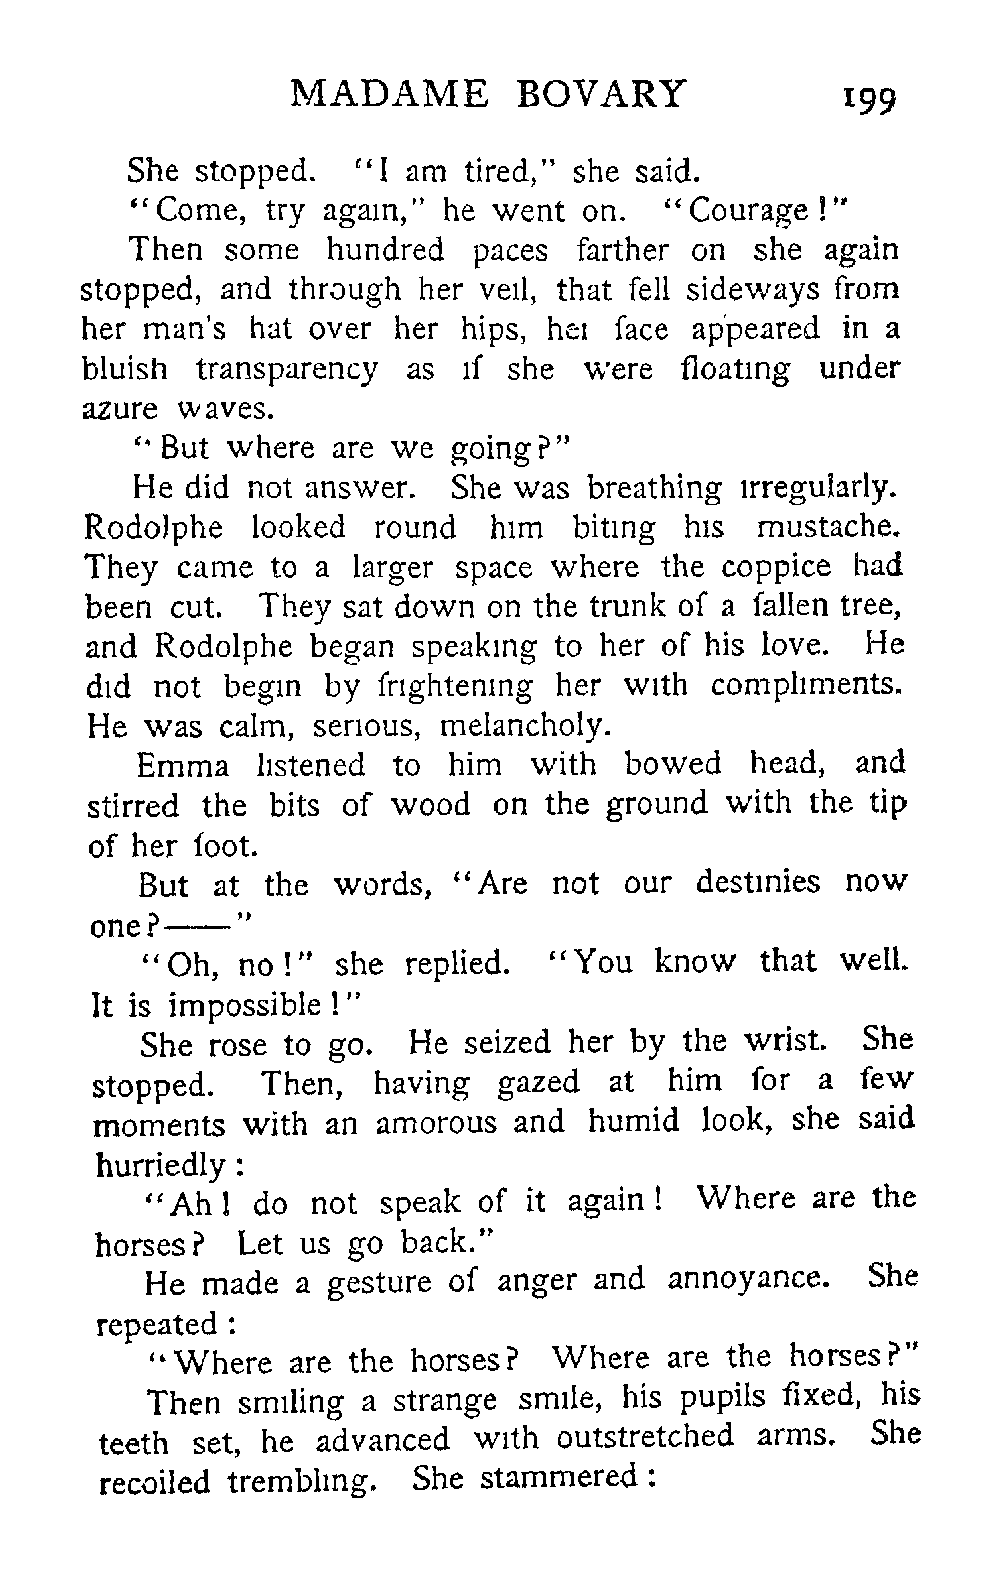 MADAME BOVARY 199
She stopped. "I am tired," she said.
"Come, try again," he went on. "Courage!"
Then some hundred paces farther on she again
stopped, and through her veil, that fell sideways from
her man's hat over her hips, her face appeared in a
bluish transparency as if she were floating under
azure waves.
"But where are we going?"
He did not answer. She was breathing irregularly.
Rodolphe looked round him biting his mustache.
They came to a larger space where the coppice had
been cut. They sat down on the trunk of a fallen tree,
and Rodolphe began speaking to her of his love. He
did not begin by frightening her with compliments.
He was calm, serious, melancholy.
Emma listened to him with bowed head, and
stirred the bits of wood on the ground with the tip
of her foot.
But at the words, "Are not our destinies now
one?——"
"Oh, no!" she replied. "You know that well.
It is impossible!"
She rose to go. He seized her by the wrist. She
stopped. Then, having gazed at him for a few
moments with an amorous and humid look, she said
hurriedly:
"Ah! do not speak of it again! Where are the
horses? Let us go back."
He made a gesture of anger and annoyance. She
repeated:
"Where are the horses? Where are the horses?"
Then smiling a strange smile, his pupils fixed, his
teeth set, he advanced with outstretched arms. She
recoiled trembling. She stammered: